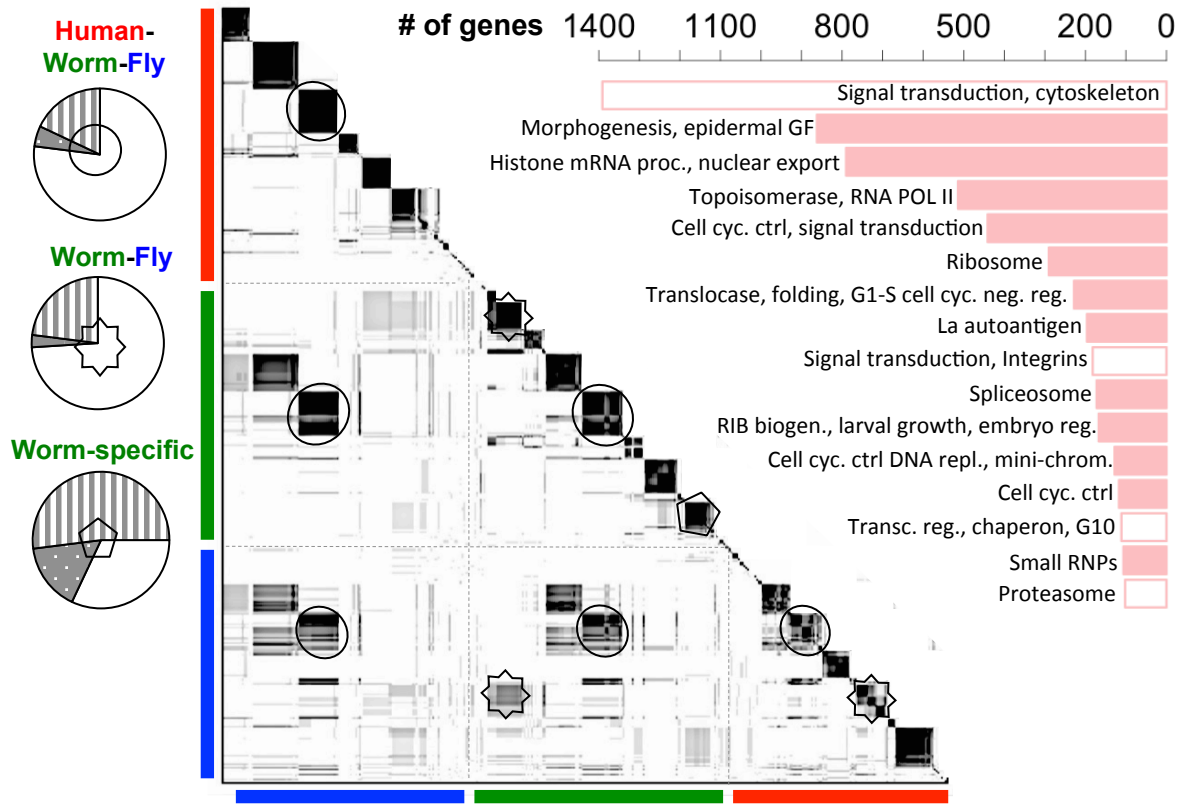 Human-
Worm-Fly
Worm-Fly
Worm-specific
# of genes
1400 1100 800 500 200 0
Signal transduction, cytoskeleton
Morphogenesis, epidermal GF
Histone mRNA proc., nuclear export
Topoisomerase, RNA POL II
Cell cyc. ctrl, signal transduction
Ribosome
Translocase, folding, G1-S cell cyc. neg. reg.
La autoantigen
Signal transduction, Integrins
Spliceosome
RIB biogen., larval growth, embryo reg.
Cell cyc. ctrl DNA repl., mini-chrom.
Cell cyc. ctrl
Transc. reg., chaperon, G10
Small RNPs
Proteasome